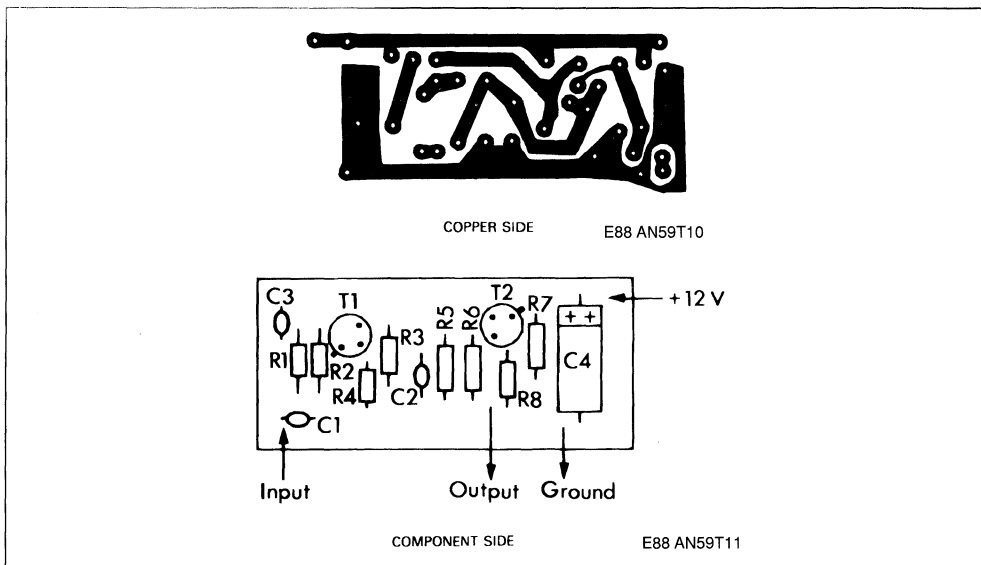 COPPER SIDE E88 AN59T10
C3 T1 T2 R7 +12 V
R1 R2 R3 R5 R6 ++
R4 C2 R8 C4
C1
Input Output Ground
COMPONENT SIDE E88 AN59T11